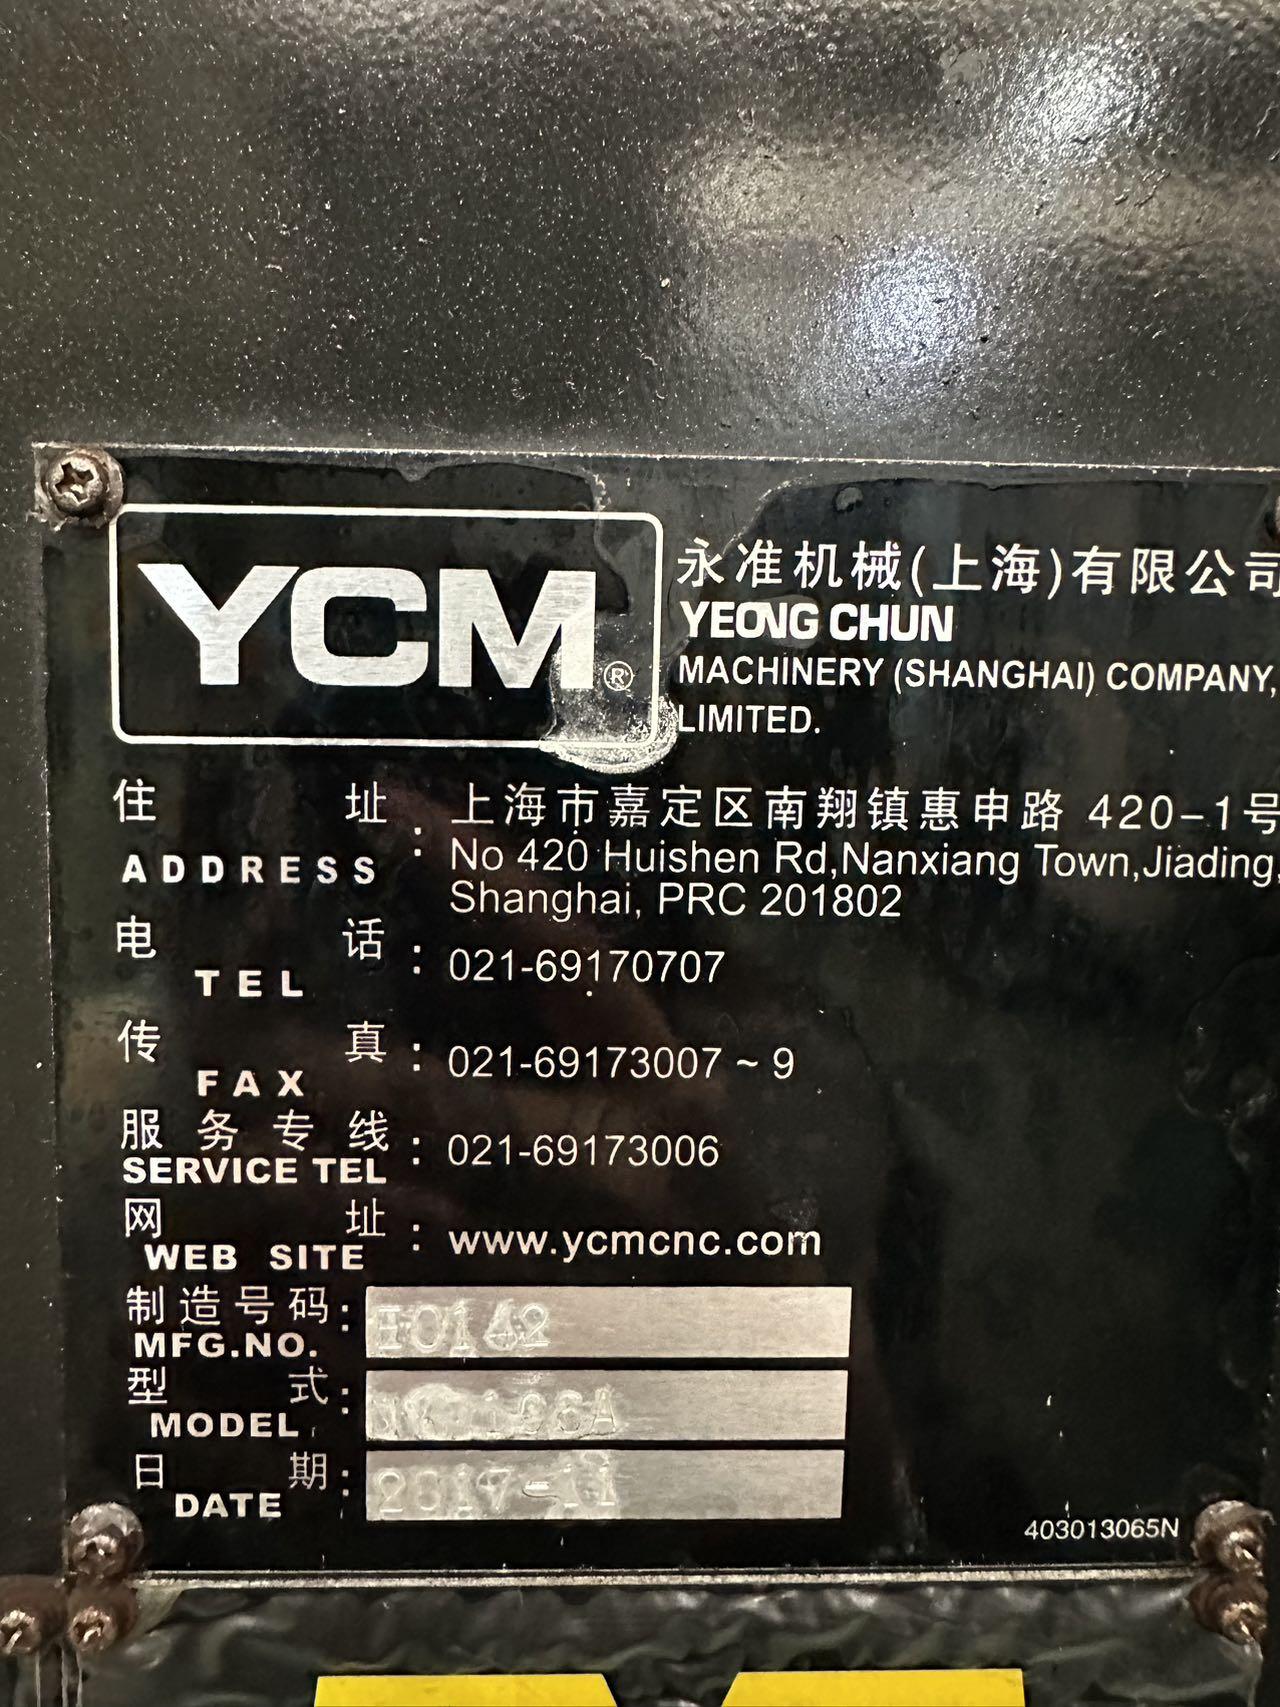 YCM®
永准机械(上海)有限公司
YEONG CHUN
MACHINERY (SHANGHAI) COMPANY,
LIMITED.
住址: 上海市嘉定区南翔镇惠申路 420-1号
ADDRESS No 420 Huishen Rd,Nanxiang Town,Jiading,
Shanghai, PRC 201802
电话: 021-69170707
TEL
传真: 021-69173007 ~ 9
FAX
服务专线: 021-69173006
SERVICE TEL
网址: www.ycmcnc.com
WEB SITE
制造号码:
MFG.NO.
型式:
MODEL
日期: 2017-11
DATE
403013065N